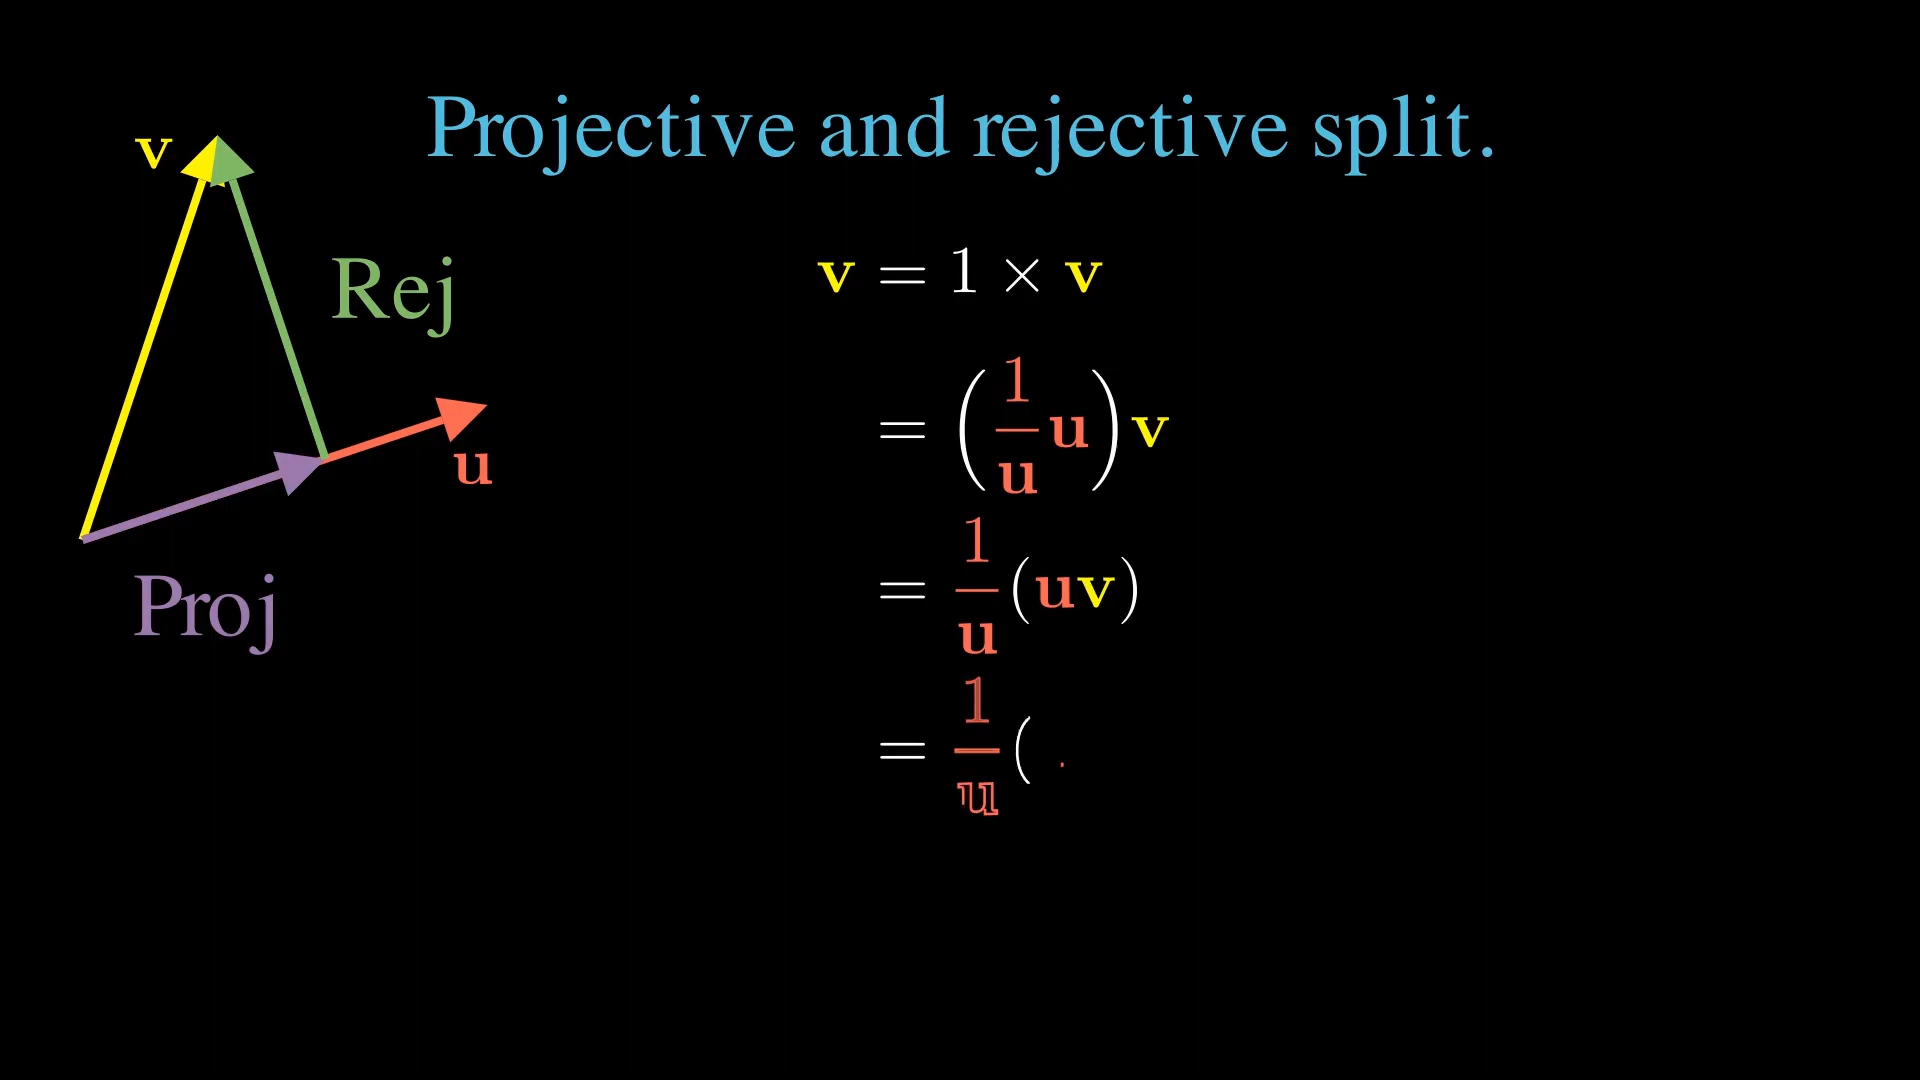 Projective and rejective split.
v
Rej
u
Proj
v = 1 × v
= (1/u u) v
= 1/u (uv)
= 1/u (